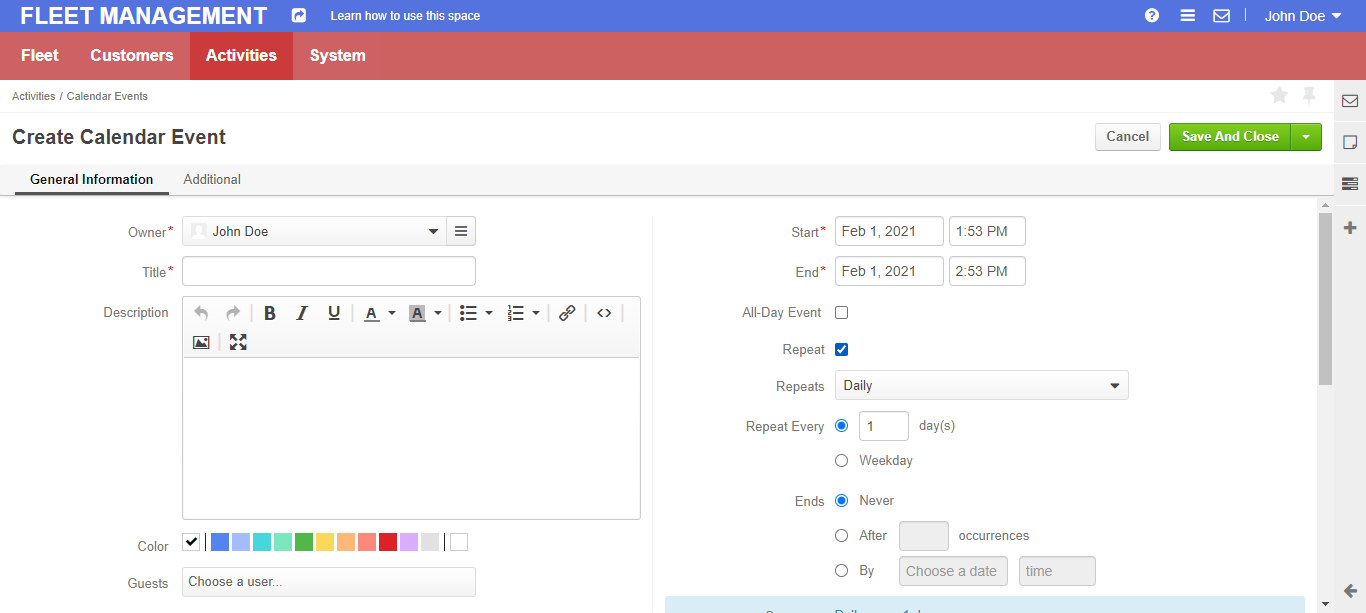 FLEET MANAGEMENT Learn how to use this space John Doe
Fleet Customers Activities System
Activities / Calendar Events
Create Calendar Event Cancel Save And Close
General Information Additional
Owner* John Doe
Title*
Description
B I U A A
Color
Guests Choose a user...
Start* Feb 1, 2021 1:53 PM
End* Feb 1, 2021 2:53 PM
All-Day Event
Repeat
Repeats Daily
Repeat Every 1 day(s)
Weekday
Ends Never
After occurrences
By Choose a date time